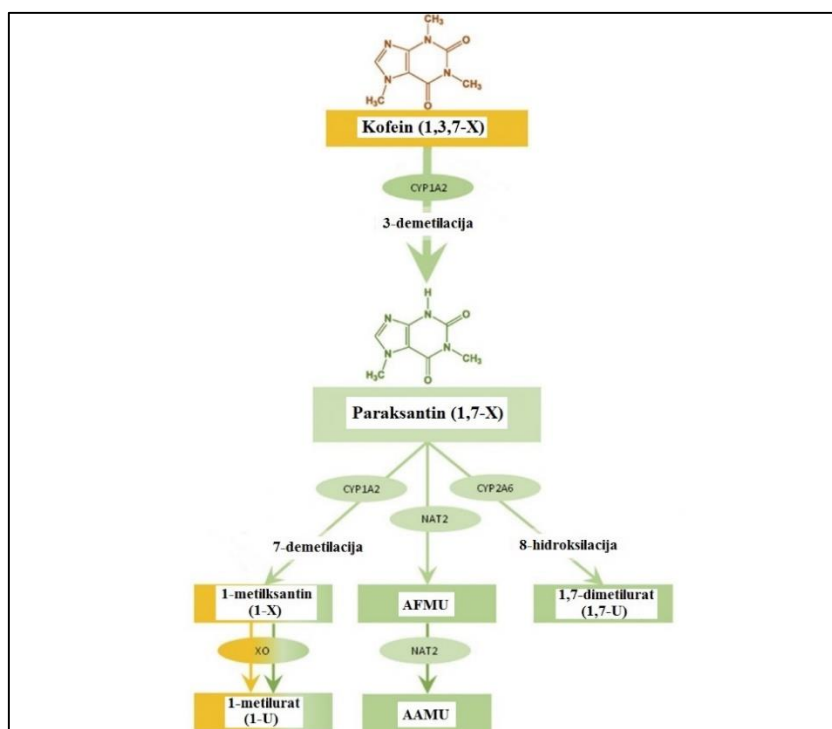 CH₃
N
N
O
N
N
CH₃
H₃C
O
Kofein (1,3,7-X)
CYP1A2
3-demetilacija
H
N
N
O
N
N
CH₃
H₃C
O
Paraksantin (1,7-X)
CYP1A2
NAT2
CYP2A6
7-demetilacija
8-hidroksilacija
1-metilksantin
(1-X)
AFMU
1,7-dimetilurat
(1,7-U)
XO
NAT2
1-metilurat
(1-U)
AAMU